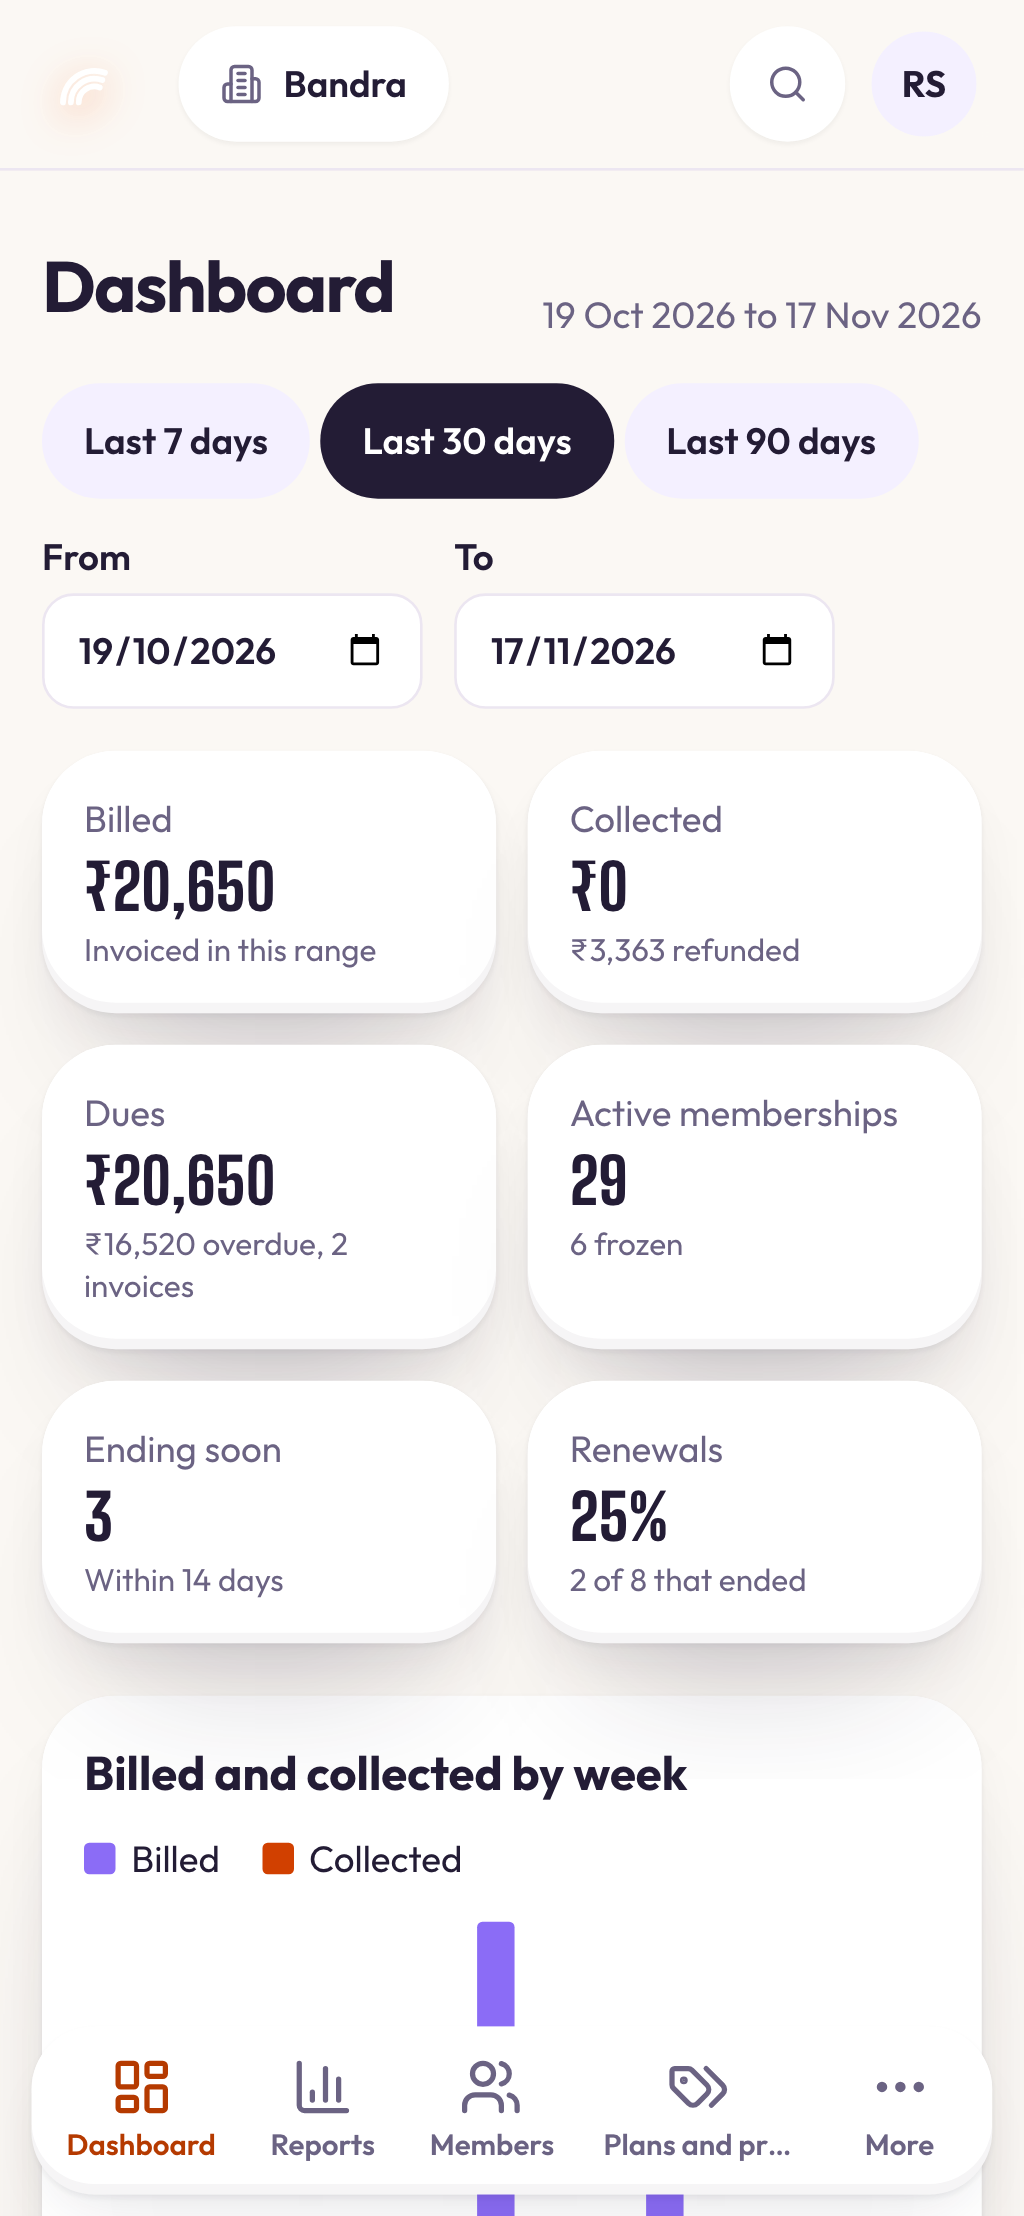 Bandra
RS
Dashboard
19 Oct 2026 to 17 Nov 2026
Last 7 days
Last 30 days
Last 90 days
From
To
19/10/2026
17/11/2026
Billed
₹20,650
Invoiced in this range
Collected
₹0
₹3,363 refunded
Dues
₹20,650
₹16,520 overdue, 2
invoices
Active memberships
29
6 frozen
Ending soon
3
Within 14 days
Renewals
25%
2 of 8 that ended
Billed and collected by week
Billed
Collected
Dashboard
Reports
Members
Plans and pr...
More